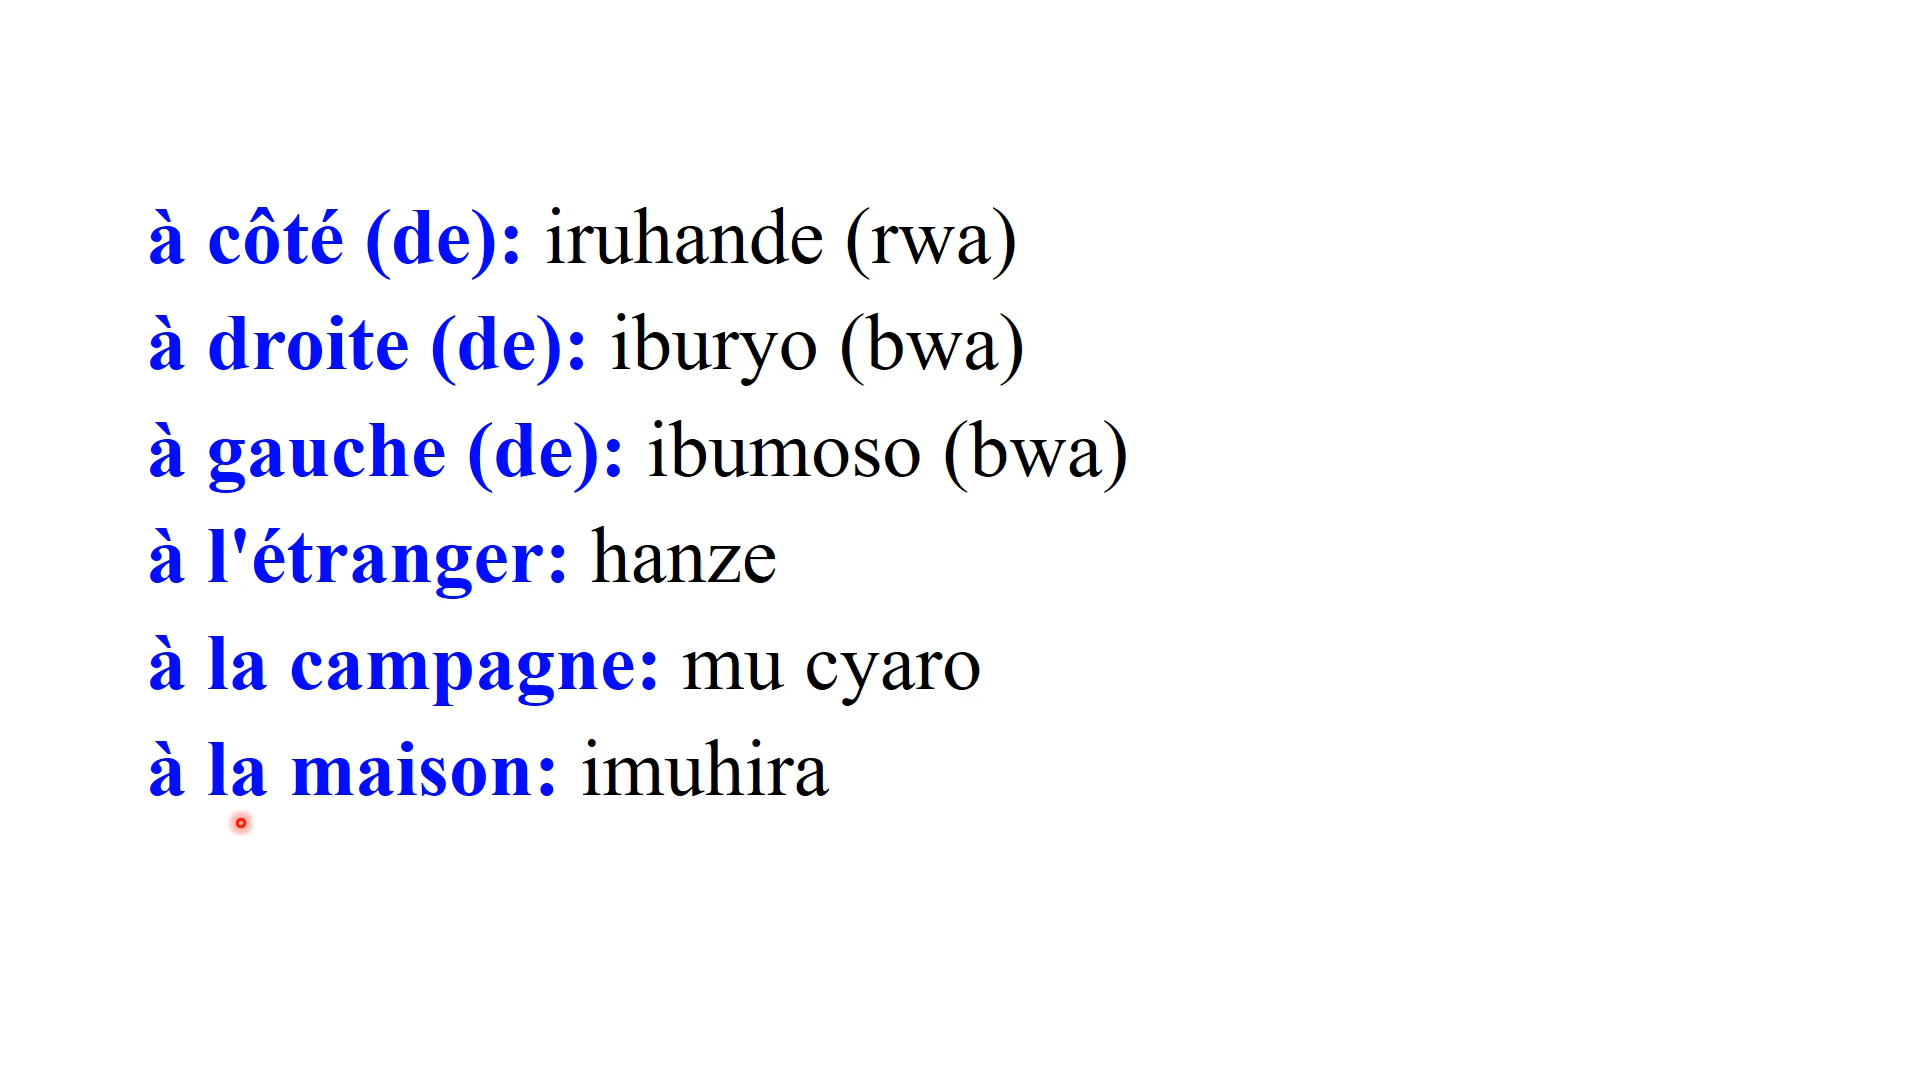 à côté (de): iruhande (rwa)
à droite (de): iburyo (bwa)
à gauche (de): ibumoso (bwa)
à l'étranger: hanze
à la campagne: mu cyaro
à la maison: imuhira